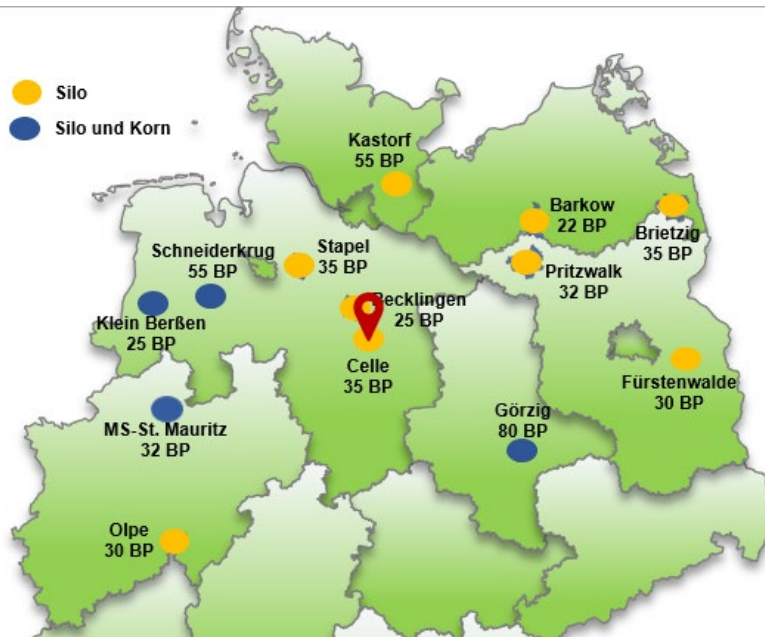 Silo
Silo und Korn
Kastorf
55 BP
Barkow
22 BP
Brietzig
35 BP
Schneiderkrug
55 BP
Stapel
35 BP
Pritzwalk
32 BP
Klein Berßen
25 BP
Becklingen
25 BP
Celle
35 BP
Fürstenwalde
30 BP
MS-St. Mauritz
32 BP
Görzig
80 BP
Olpe
30 BP